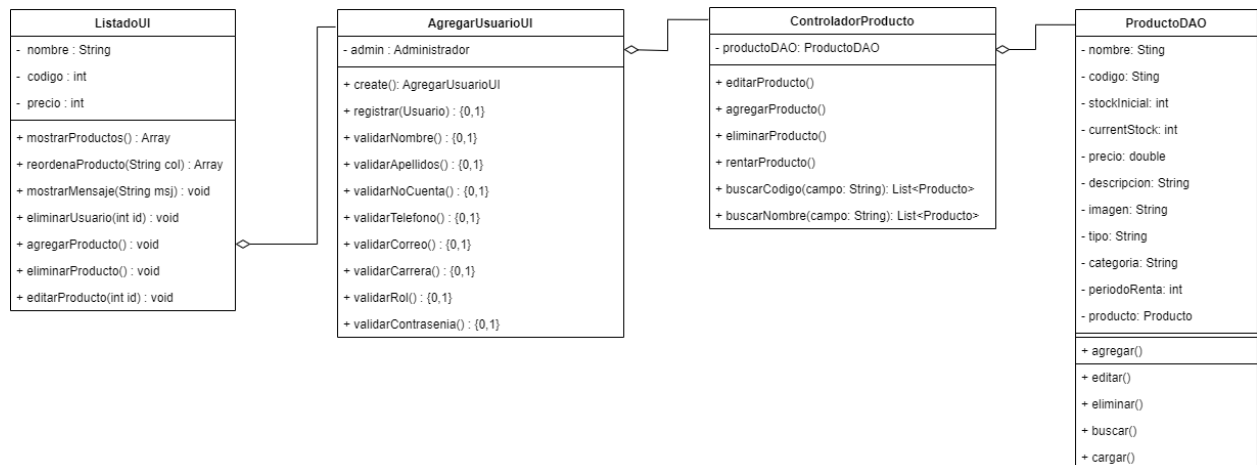 ListadoUI
- nombre : String
- codigo : int
- precio : int
+ mostrarProductos() : Array
+ reordenaProducto(String col) : Array
+ mostrarMensaje(String msj) : void
+ eliminarUsuario(int id) : void
+ agregarProducto() : void
+ eliminarProducto() : void
+ editarProducto(int id) : void
AgregarUsuarioUI
- admin : Administrador
+ create(): AgregarUsuarioUI
+ registrar(Usuario) : {0,1}
+ validarNombre() : {0,1}
+ validarApellidos() : {0,1}
+ validarNoCuenta() : {0,1}
+ validarTelefono() : {0,1}
+ validarCorreo() : {0,1}
+ validarCarrera() : {0,1}
+ validarRol() : {0,1}
+ validarContrasenia() : {0,1}
ControladorProducto
- productoDAO: ProductoDAO
+ editarProducto()
+ agregarProducto()
+ eliminarProducto()
+ rentarProducto()
+ buscarCodigo(campo: String): List<Producto>
+ buscarNombre(campo: String): List<Producto>
ProductoDAO
- nombre: Sting
- codigo: Sting
- stockInicial: int
- currentStock: int
- precio: double
- descripcion: String
- imagen: String
- tipo: String
- categoria: String
- periodoRenta: int
- producto: Producto
+ agregar()
+ editar()
+ eliminar()
+ buscar()
+ cargar()